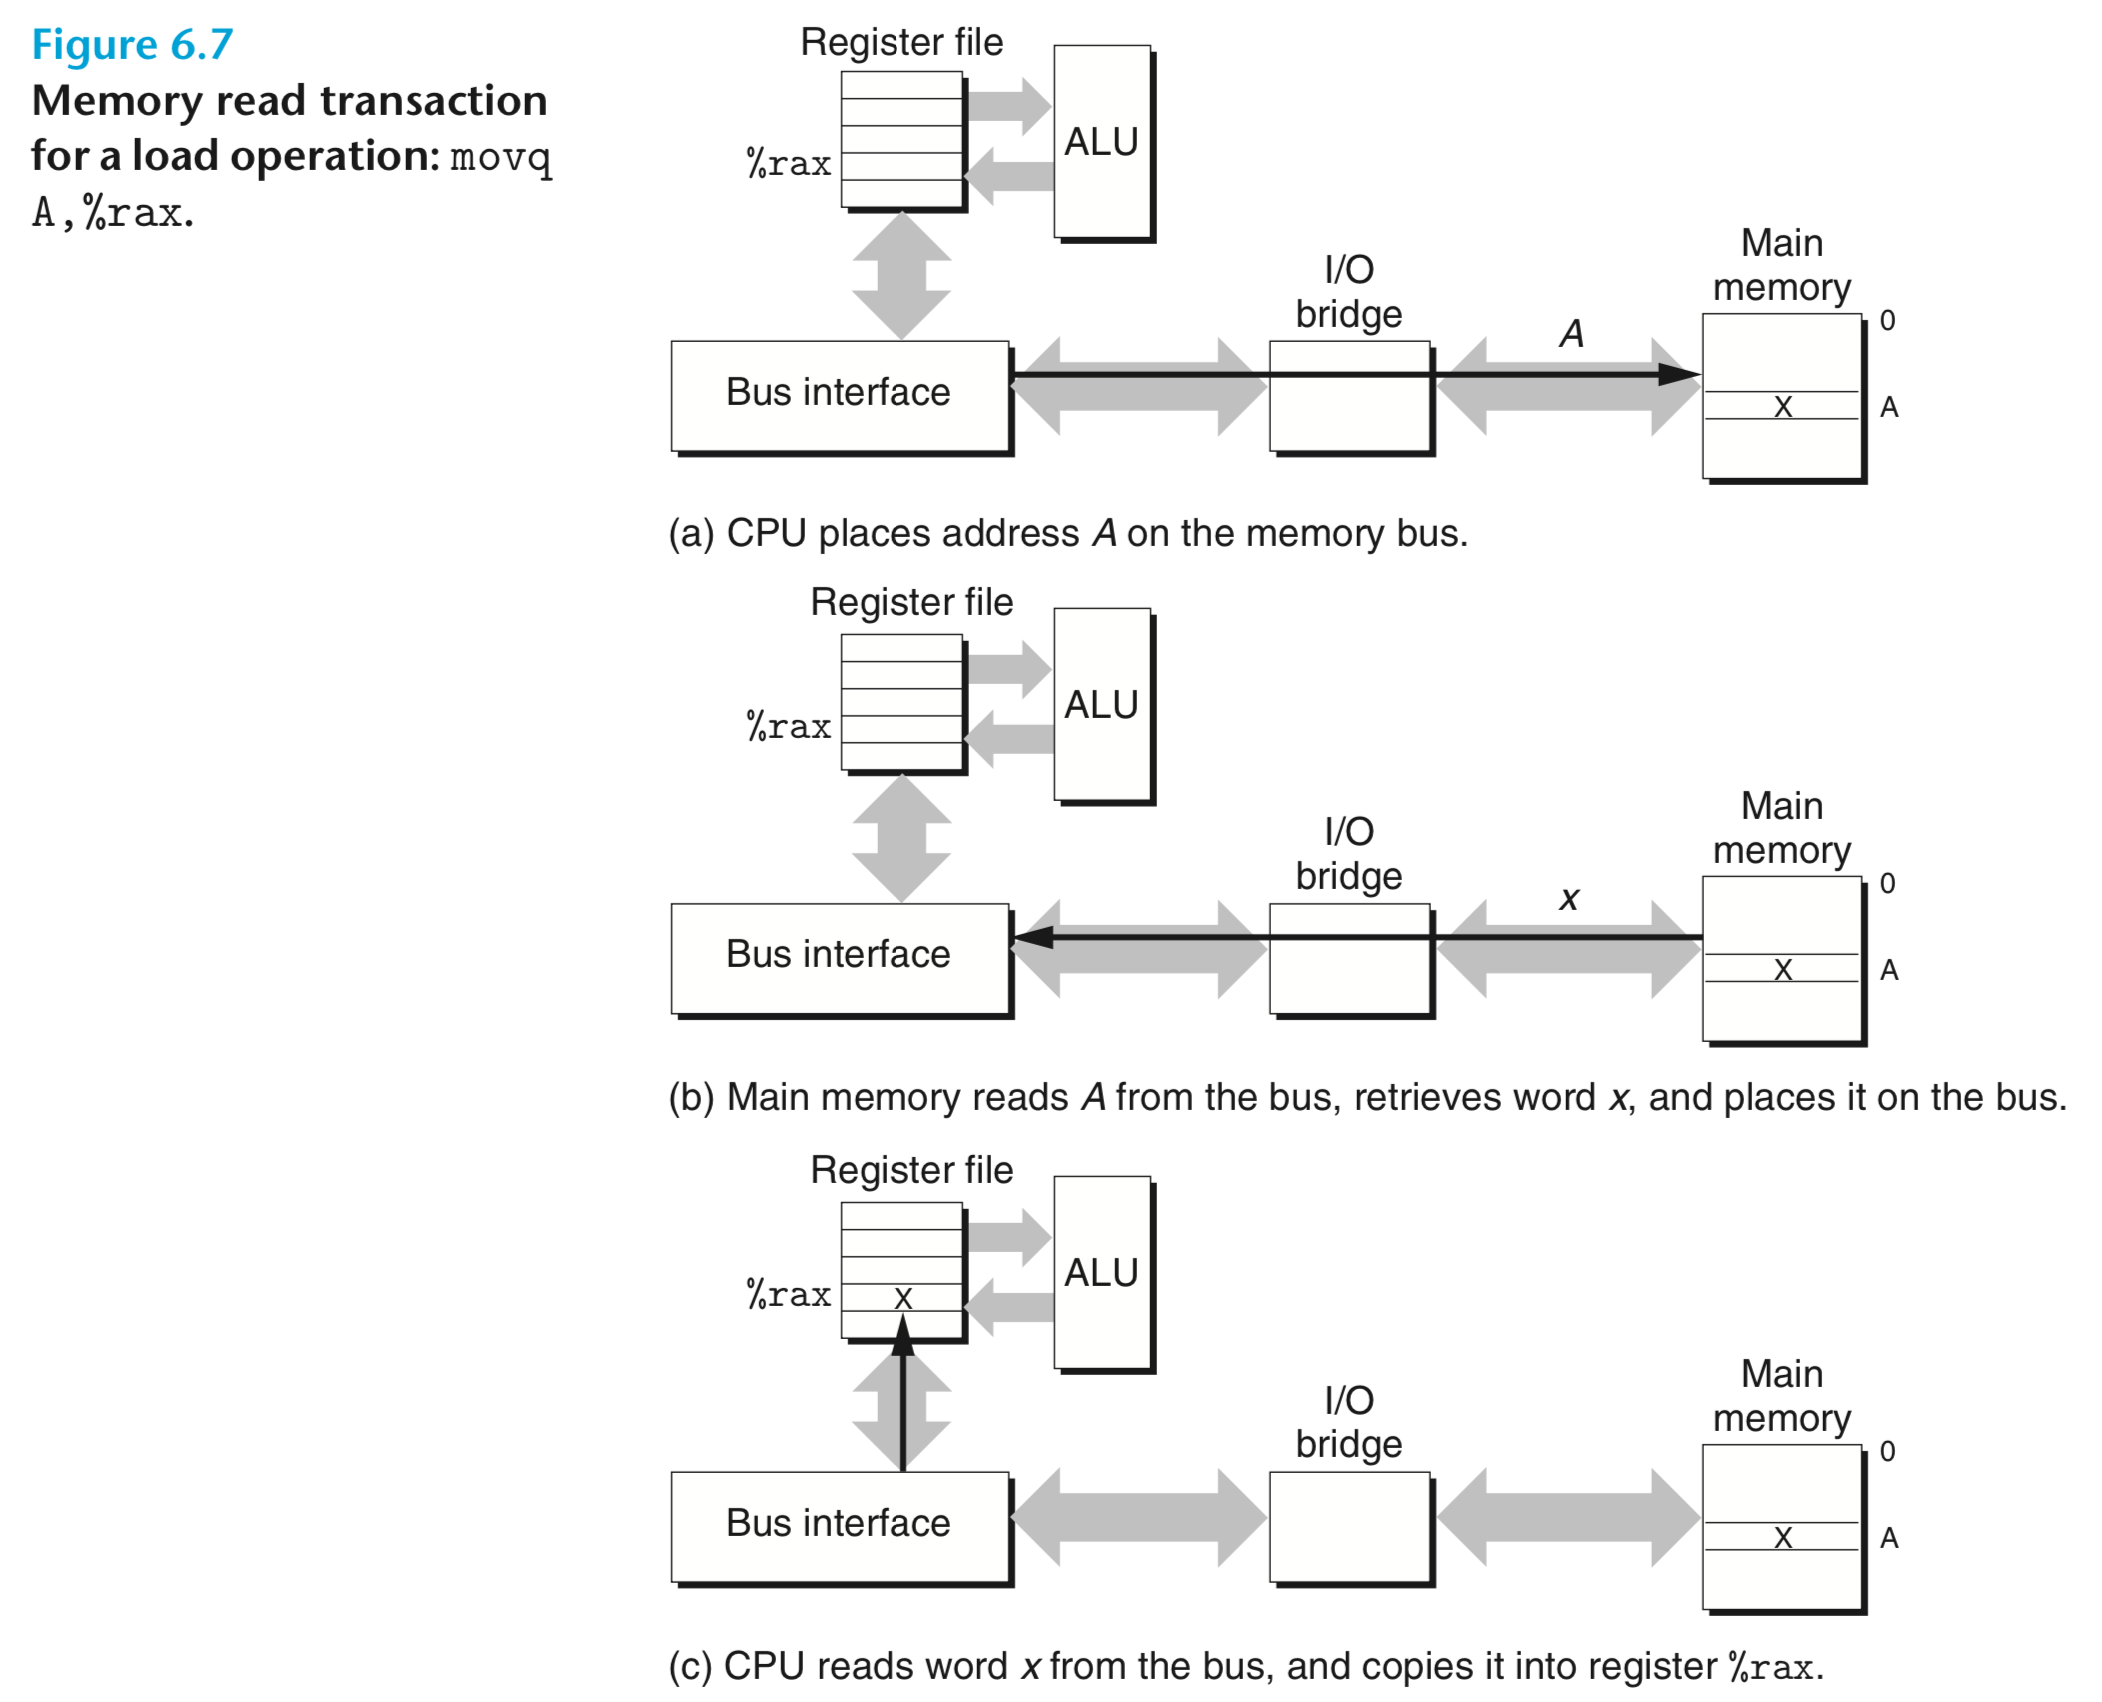 Figure 6.7
Memory read transaction
for a load operation: movq
A,%rax.
Register file
ALU
%rax
Main
memory
I/O
bridge
A
0
Bus interface
x
A
(a) CPU places address A on the memory bus.
Register file
ALU
%rax
Main
memory
I/O
bridge
x
0
Bus interface
x
A
(b) Main memory reads A from the bus, retrieves word x, and places it on the bus.
Register file
ALU
%rax
x
Main
memory
I/O
bridge
0
Bus interface
x
A
(c) CPU reads word x from the bus, and copies it into register %rax.